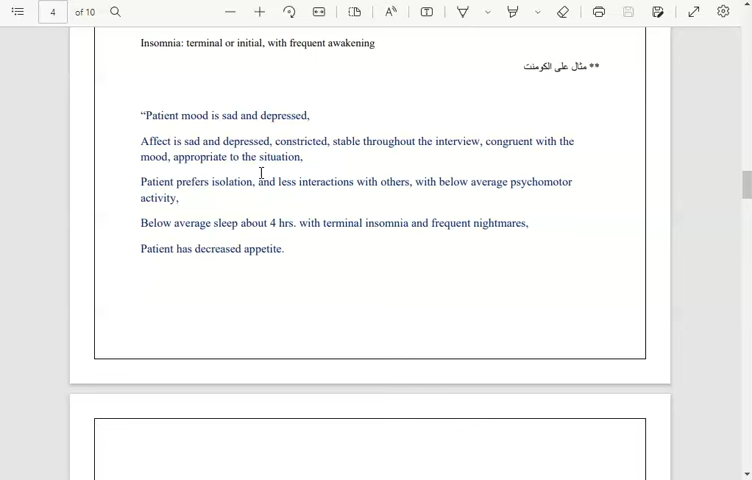 4 of 10
Insomnia: terminal or initial, with frequent awakening
** مثال على الكومنت
“Patient mood is sad and depressed,
Affect is sad and depressed, constricted, stable throughout the interview, congruent with the
mood, appropriate to the situation,
Patient prefers isolation, and less interactions with others, with below average psychomotor
activity,
Below average sleep about 4 hrs. with terminal insomnia and frequent nightmares,
Patient has decreased appetite.